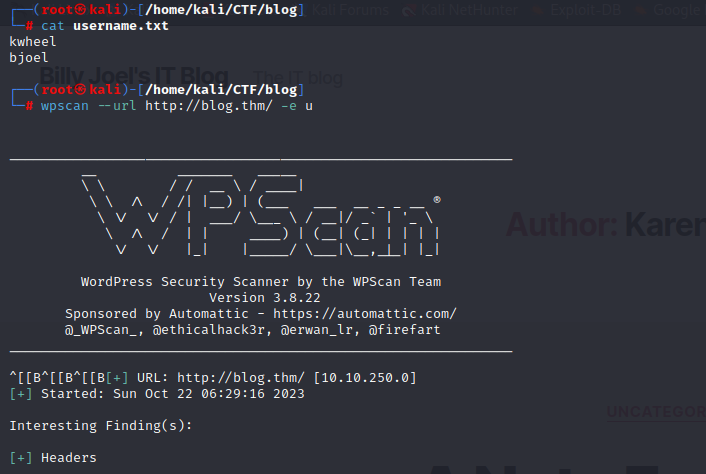 Kali Forums Kali NetHunter Exploit-DB Google
┌──(root㉿kali)-[/home/kali/CTF/blog]
└─# cat username.txt
kwheel
bjoel
Billy Joel's IT Blog The IT blog
┌──(root㉿kali)-[/home/kali/CTF/blog]
└─# wpscan --url http://blog.thm/ -e u
WPScan ®
Author: Karen
WordPress Security Scanner by the WPScan Team
Version 3.8.22
Sponsored by Automattic - https://automattic.com/
@_WPScan_, @ethicalhack3r, @erwan_lr, @firefart
^[[B^[[B^[[B[+] URL: http://blog.thm/ [10.10.250.0]
[+] Started: Sun Oct 22 06:29:16 2023
UNCATEGOR
Interesting Finding(s):
[+] Headers